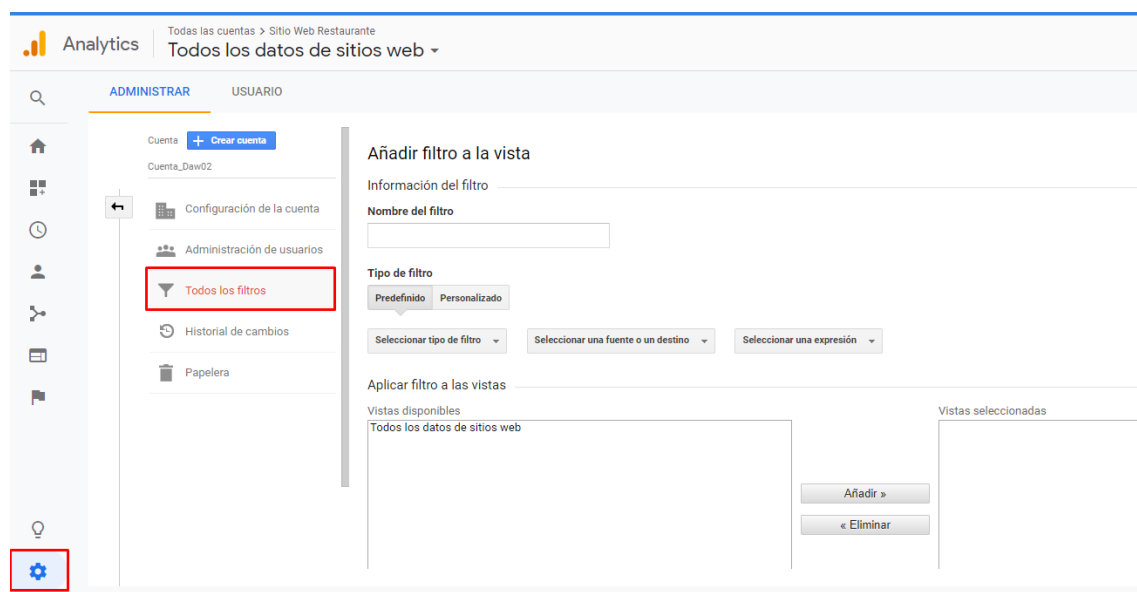 Analytics
Todas las cuentas > Sitio Web Restaurante
Todos los datos de sitios web
ADMINISTRAR
USUARIO
Cuenta
Crear cuenta
Cuenta_Daw02
Configuración de la cuenta
Administración de usuarios
Todos los filtros
Historial de cambios
Papelera
Añadir filtro a la vista
Información del filtro
Nombre del filtro
Tipo de filtro
Predefinido Personalizado
Seleccionar tipo de filtro
Seleccionar una fuente o un destino
Seleccionar una expresión
Aplicar filtro a las vistas
Vistas disponibles
Todos los datos de sitios web
Añadir »
« Eliminar
Vistas seleccionadas